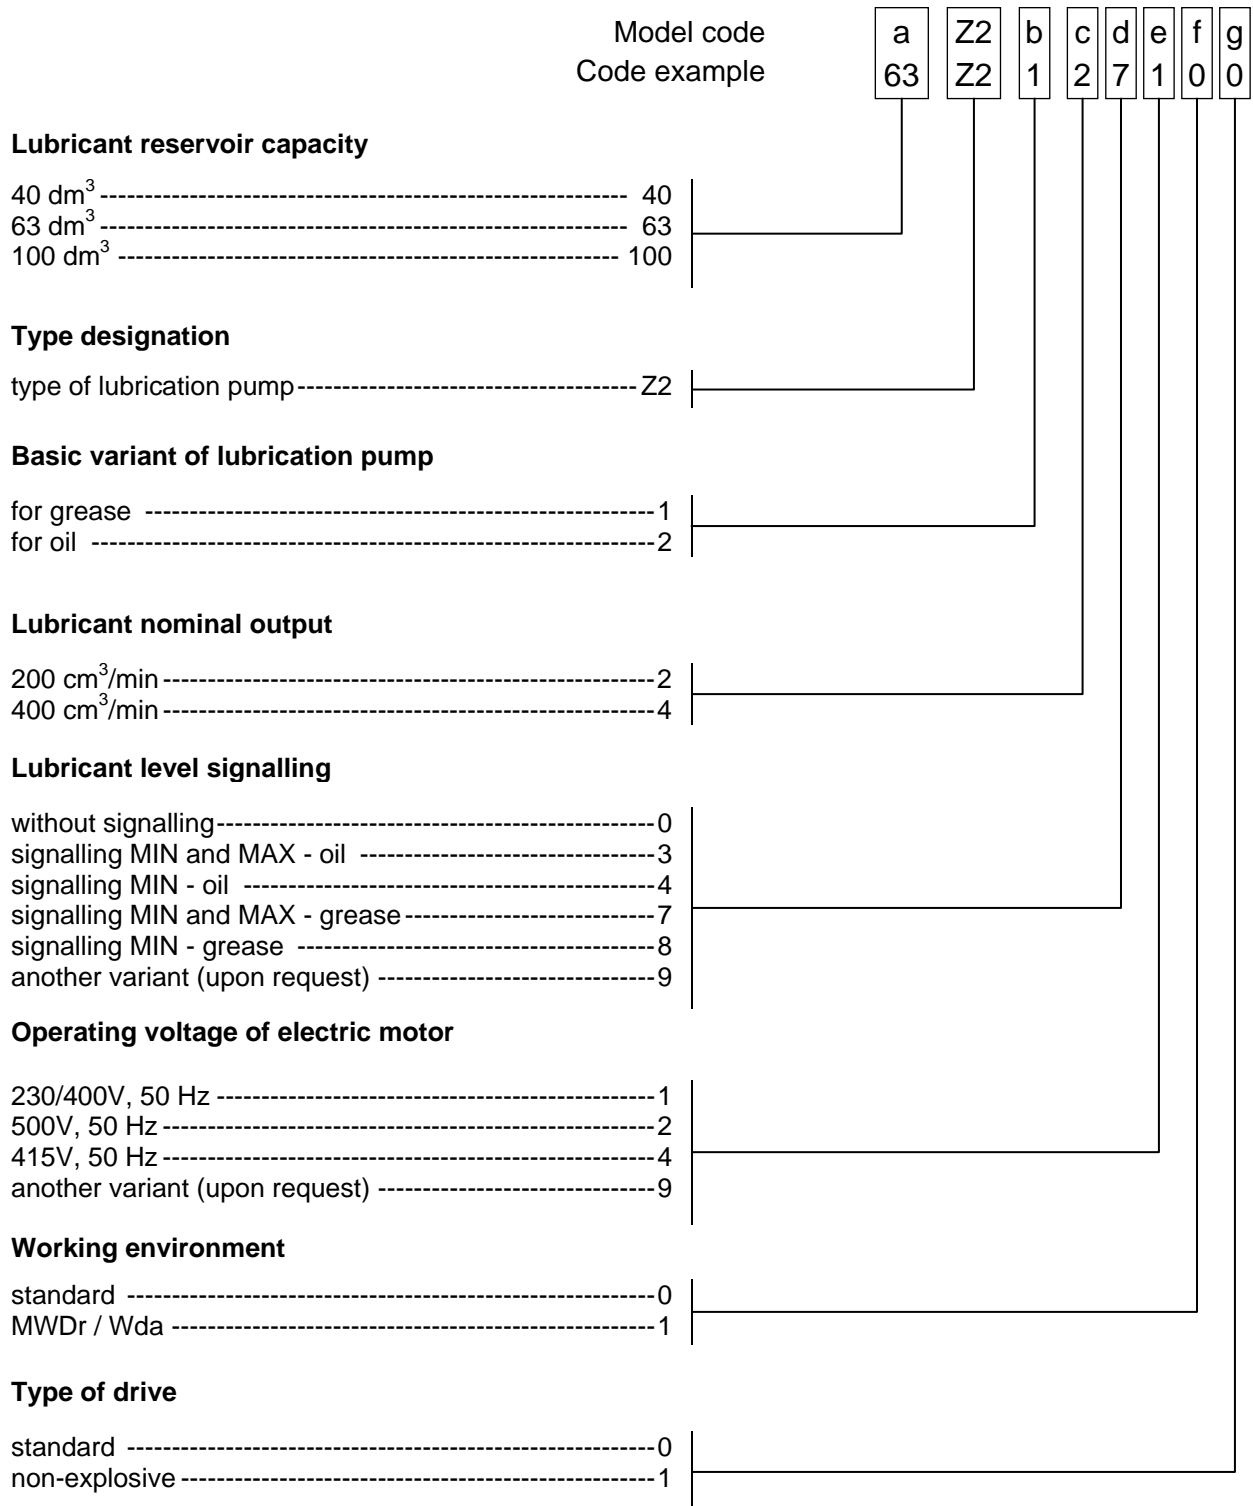 Model code a Z2 b c d e f g
Code example 63 Z2 1 2 7 1 0 0
Lubricant reservoir capacity
40 dm³ ---------------------------------------------------------- 40
63 dm³ ---------------------------------------------------------- 63
100 dm³ ------------------------------------------------------- 100
Type designation
type of lubrication pump-------------------------------------Z2
Basic variant of lubrication pump
for grease --------------------------------------------------------1
for oil --------------------------------------------------------------2
Lubricant nominal output
200 cm³/min------------------------------------------------------2
400 cm³/min------------------------------------------------------4
Lubricant level signalling
without signalling------------------------------------------------0
signalling MIN and MAX - oil --------------------------------3
signalling MIN - oil ---------------------------------------------4
signalling MIN and MAX - grease---------------------------7
signalling MIN - grease ---------------------------------------8
another variant (upon request) ------------------------------9
Operating voltage of electric motor
230/400V, 50 Hz ------------------------------------------------1
500V, 50 Hz------------------------------------------------------2
415V, 50 Hz------------------------------------------------------4
another variant (upon request) ------------------------------9
Working environment
standard ----------------------------------------------------------0
MWDr / Wda -----------------------------------------------------1
Type of drive
standard ----------------------------------------------------------0
non-explosive----------------------------------------------------1